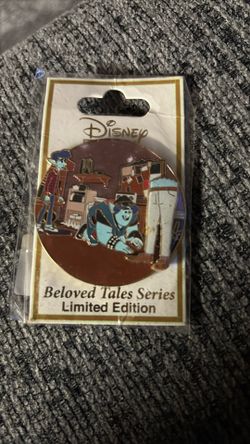 Disney
Beloved Tales Series
Limited Edition